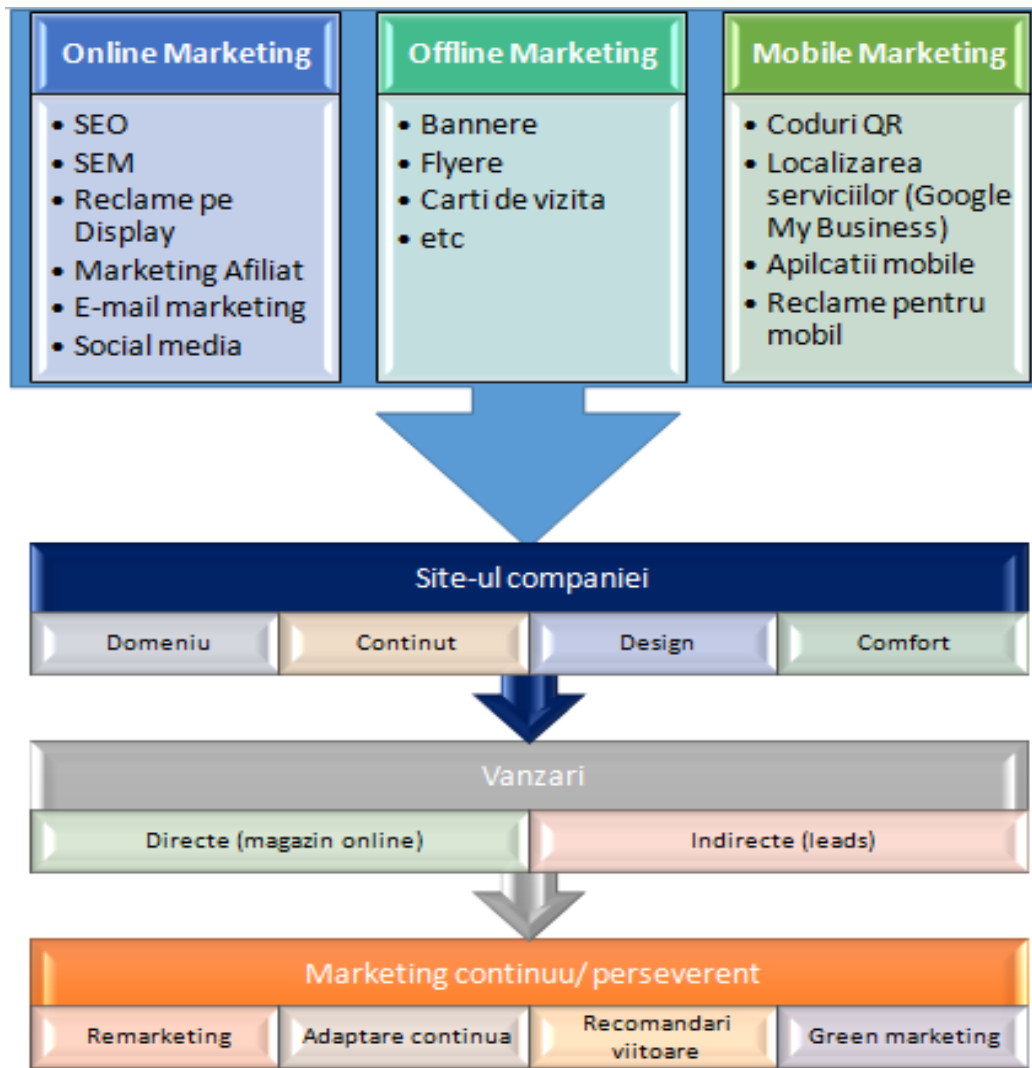 Online Marketing
• SEO
• SEM
• Reclame pe
Display
• Marketing Afiliat
• E-mail marketing
• Social media
Offline Marketing
• Bannere
• Flyere
• Carti de vizita
• etc
Mobile Marketing
• Coduri QR
• Localizarea
serviciilor (Google
My Business)
• Apilcatii mobile
• Reclame pentru
mobil
Site-ul companiei
Domeniu
Continut
Design
Comfort
Vanzari
Directe (magazin online)
Indirecte (leads)
Marketing continuu/ perseverent
Remarketing
Adaptare continua
Recomandari
viitoare
Green marketing